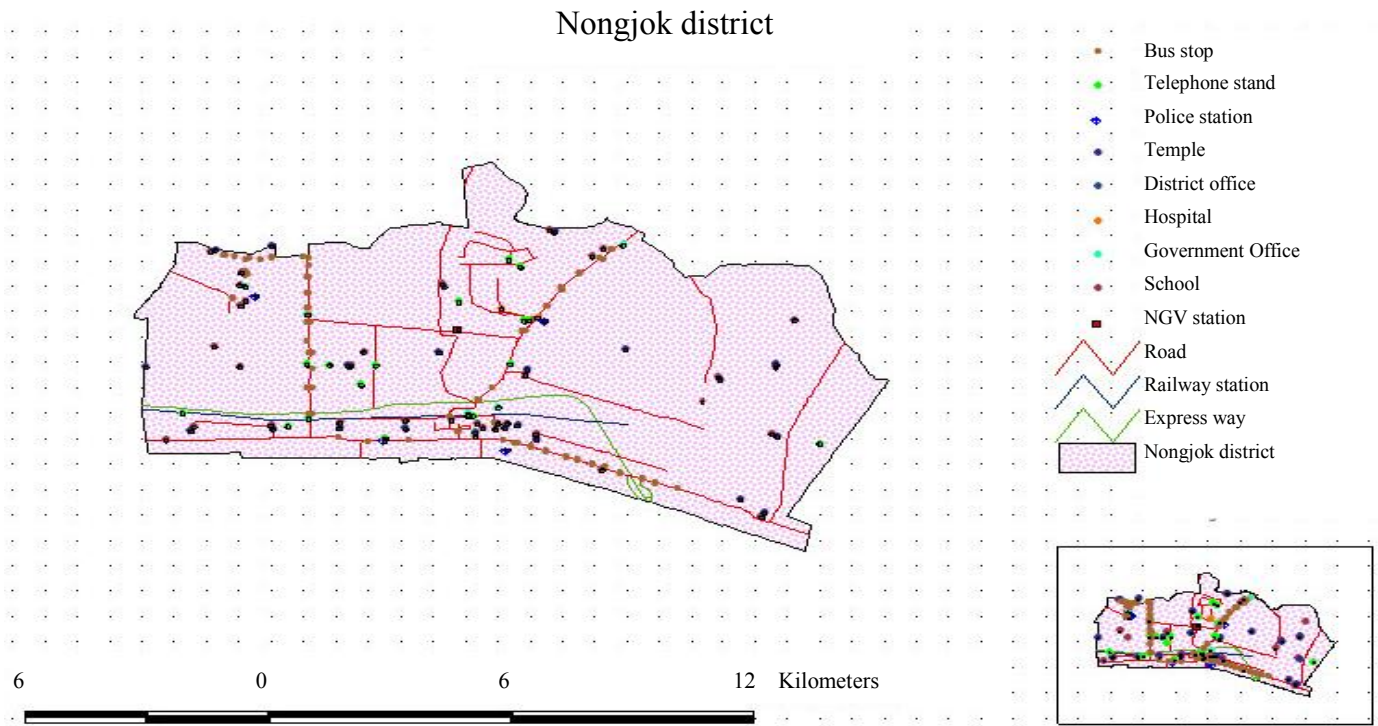 Nongjok district
Bus stop
Telephone stand
Police station
Temple
District office
Hospital
Government Office
School
NGV station
Road
Railway station
Express way
Nongjok district
6 0 6 12 Kilometers